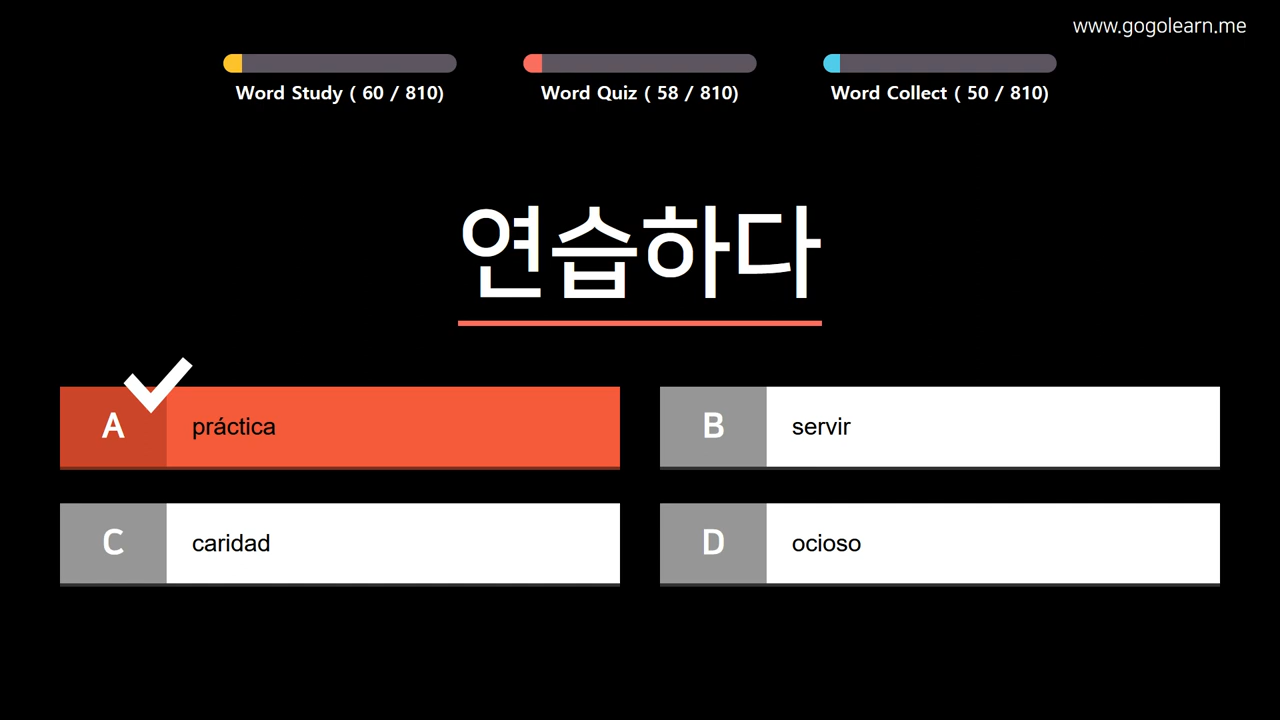 www.gogolearn.me
Word Study ( 60 / 810)
Word Quiz ( 58 / 810)
Word Collect ( 50 / 810)
연습하다
A práctica
B servir
C caridad
D ocioso